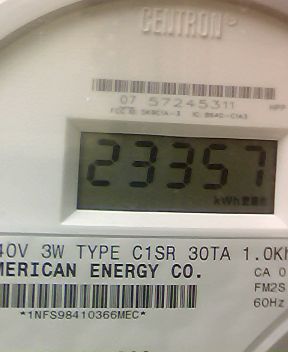 CENTRON
07 57245311
23357
kWh
40V 3W TYPE C1SR 30TA 1.0Kh
MERICAN ENERGY CO.
CA 0
FM2S
60Hz
*1NFS98410366MEC*